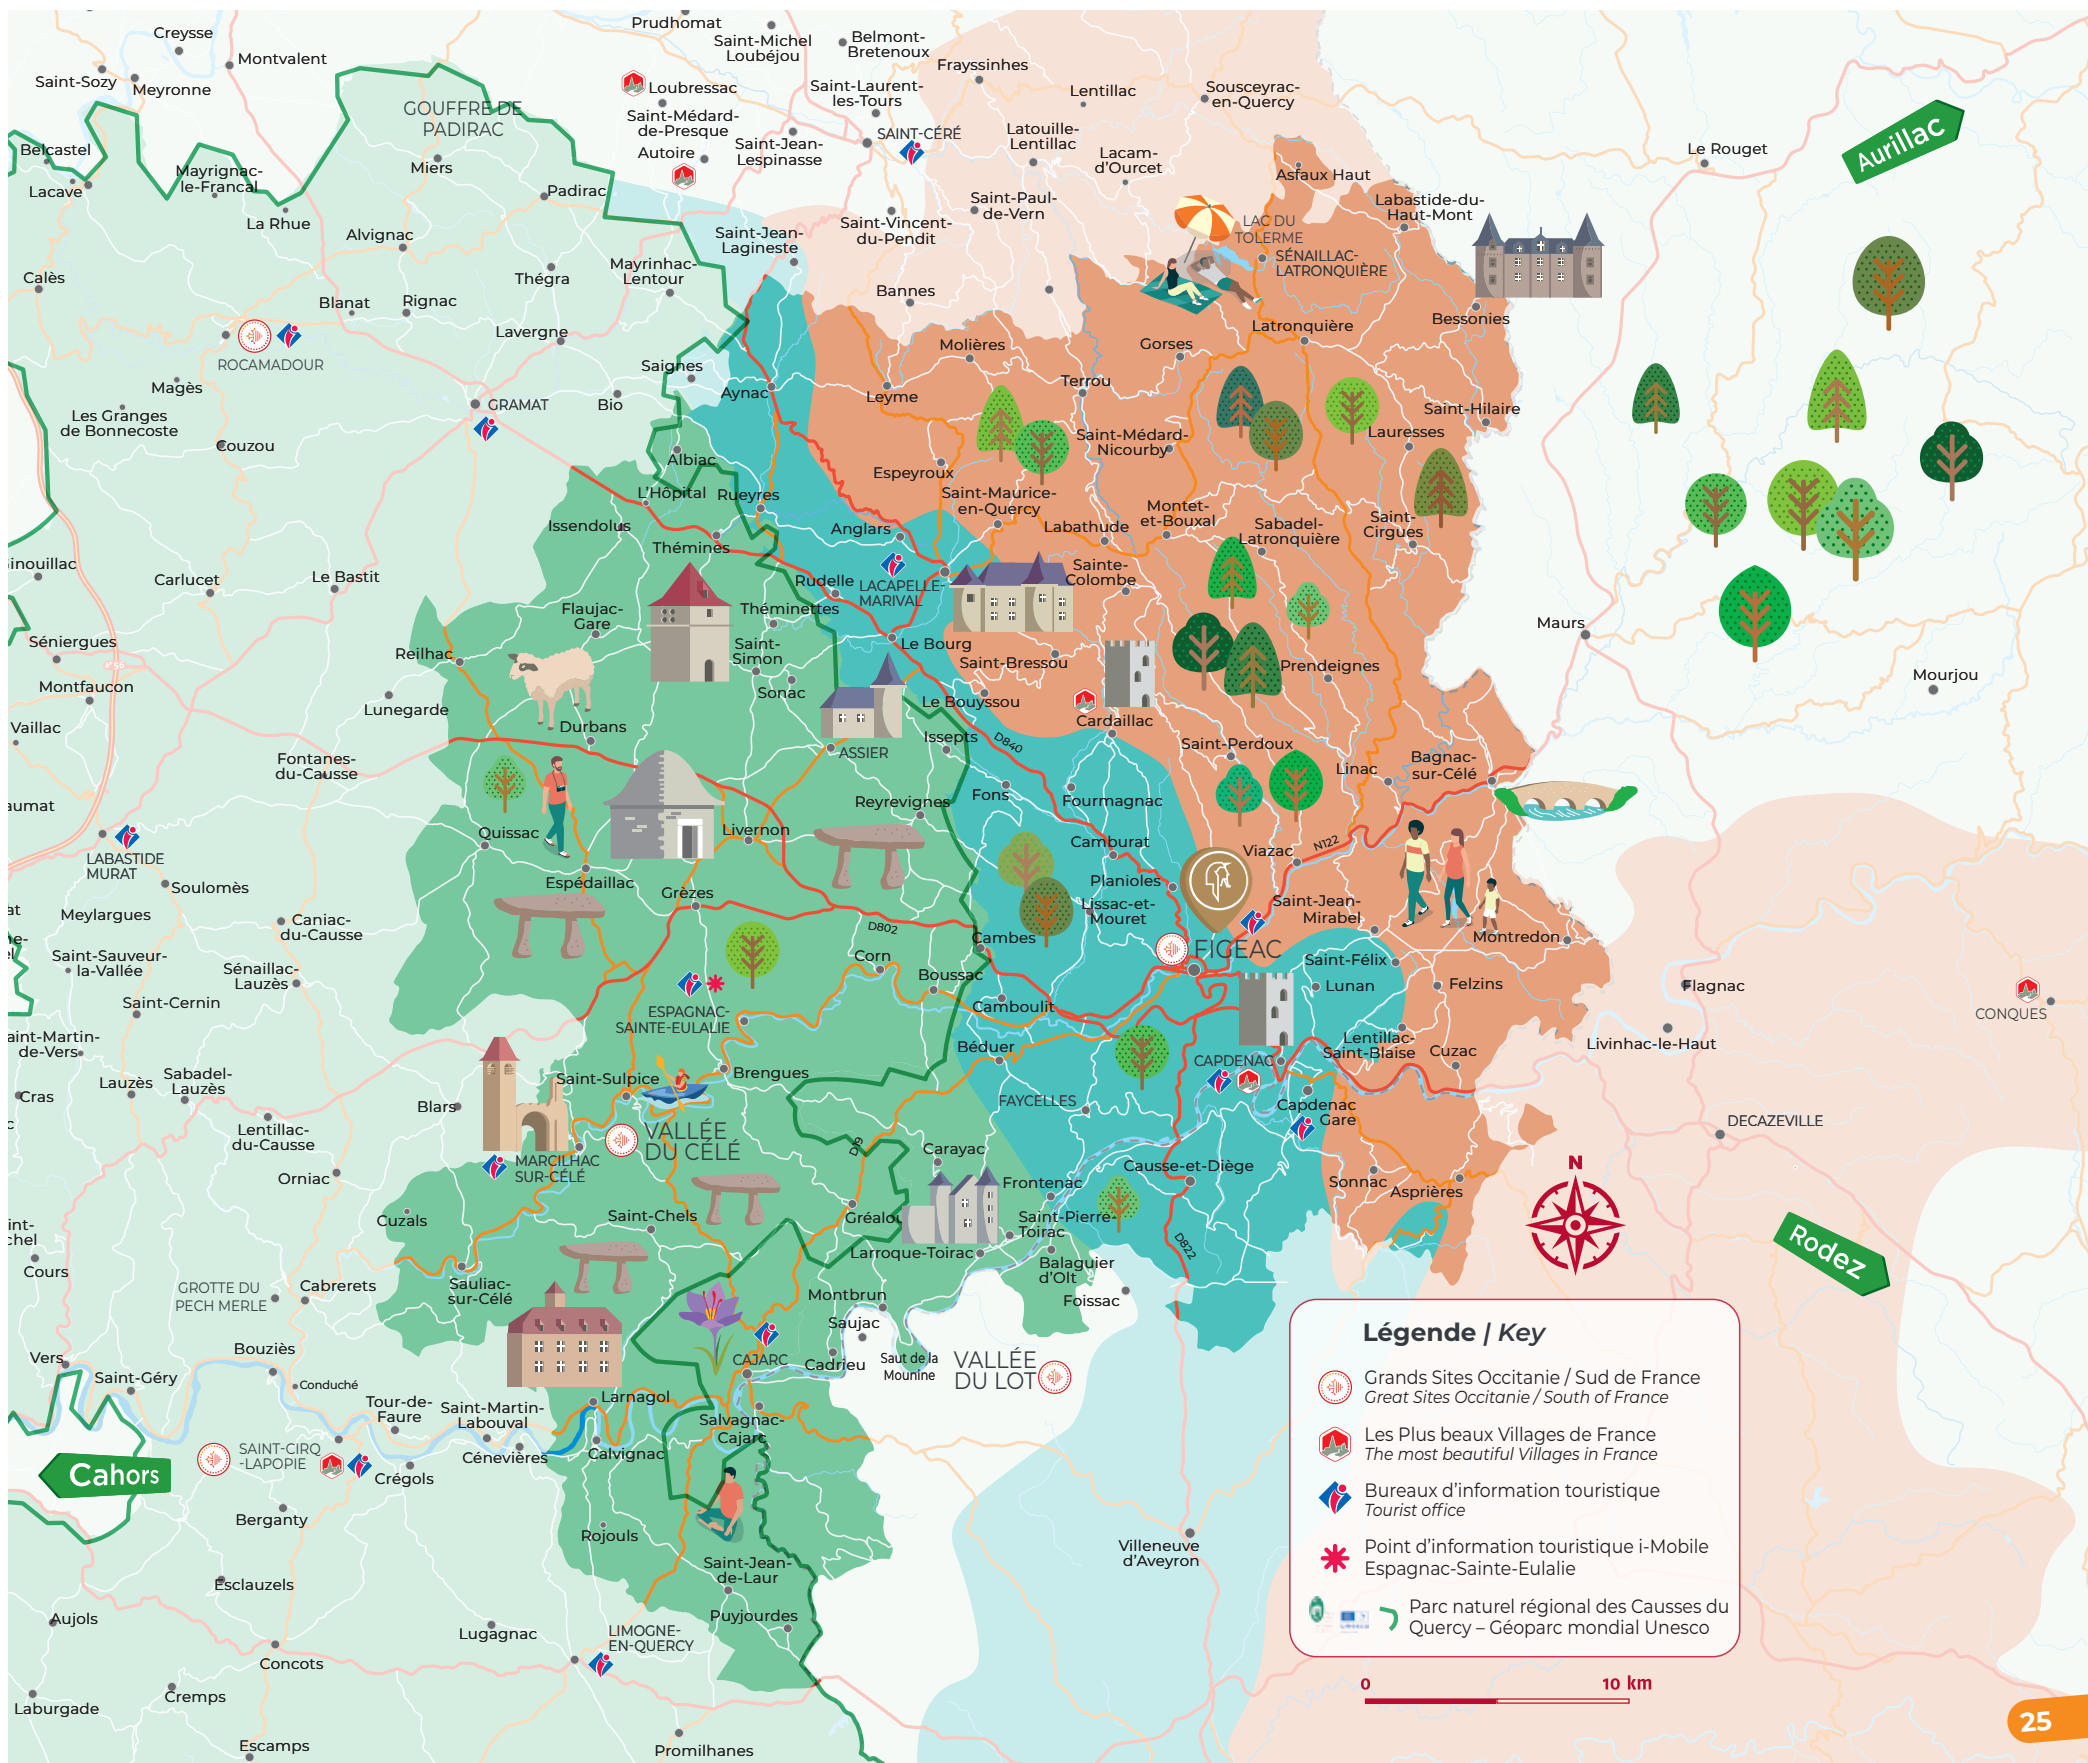 Prudhomat
Creysse
Saint-Michel
Loubéjou
Belmont-
Bretenoux
Montvalent
Frayssinhes
Saint-Sozy
Meyronne
Loubressac
Saint-Laurent-
les-Tours
Lentillac
Sousceyrac-
en-Quercy
GOUFFRE DE
PADIRAC
Saint-Médard-
de-Presque
SAINT-CÉRÉ
Latouille-
Lentillac
Aurillac
Belcastel
Autoire
Saint-Jean-
Lespinasse
Lacam-
d'Ourcet
Le Rouget
Mayrignac-
le-Francal
Miers
Asfaux Haut
Lacave
Padirac
Saint-Paul-
de-Vern
Labastide-du-
Haut-Mont
La Rhue
Alvignac
Saint-Jean-
Lagineste
Saint-Vincent-
du-Pendit
LAC DU
TOLERME
SÉNAILLAC-
LATRONQUIÈRE
Calès
Thégra
Mayrinhac-
Lentour
Blanat
Rignac
Bannes
Lavergne
Latronquière
Bessonies
ROCAMADOUR
Molières
Gorses
Saignes
Magès
Aynac
Leyme
Terrou
Les Granges
de Bonnecoste
GRAMAT
Bio
Saint-Hilaire
Couzou
Saint-Médard-
Nicourby
Lauresses
Albiac
Espeyroux
L'Hôpital
Rueyres
Saint-Maurice-
en-Quercy
Montet-
et-Bouxal
Issendolus
Anglars
Labathude
Sabadel-
Latronquière
Saint-
Cirgues
Thémines
Carlucet
Le Bastit
Rudelle
LACAPELLE-
MARIVAL
Sainte-
Colombe
Flaujac-
Gare
Théminettes
Maurs
Séniergues
Reilhac
Saint-
Simon
Le Bourg
Saint-Bressou
Prendeignes
Montfaucon
Sonac
Mourjou
Lunegarde
Le Bouyssou
Vaillac
Durbans
Cardaillac
Issepts
D840
ASSIER
Saint-Perdoux
Fontanes-
du-Causse
Linac
Bagnac-
sur-Célé
Reyrevignes
Fons
Fourmagnac
Quissac
Livernon
Camburat
Viazac
N122
LABASTIDE
MURAT
Soulomès
Espédaillac
Planioles
Grèzes
Lissac-et-
Mouret
Saint-Jean-
Mirabel
Meylargues
Caniac-
du-Causse
D802
Cambes
Montredon
FIGEAC
Saint-Sauveur-
la-Vallée
Sénaillac-
Lauzès
Corn
Boussac
Saint-Félix
Lunan
Felzins
Flagnac
Saint-Cernin
ESPAGNAC-
SAINTE-EULALIE
Camboulit
CONQUES
Béduer
Lentillac-
Saint-Blaise
Cuzac
Livinhac-le-Haut
de-Vers
CAPDENAC
Lauzès
Sabadel-
Lauzès
Saint-Sulpice
Brengues
Cras
Blars
FAYCELLES
Capdenac
Gare
DECAZEVILLE
Lentillac-
du-Causse
VALLÉE
DU CÉLÉ
D19
Carayac
N
MARCILHAC
SUR-CÉLÉ
Causse-et-Diège
Orniac
Frontenac
Sonnac
Asprières
Cuzals
Saint-Chels
Saint-Pierre-
Toirac
D822
Rodez
Larroque-Toirac
Balaguier
d'Olt
Cours
GROTTE DU
PECH MERLE
Cabrerets
Sauliac-
sur-Célé
Montbrun
Foissac
Saujac
Bouziès
Vers
CAJARC
Cadrieu
Saut de la
Mounine
VALLÉE
DU LOT
Saint-Géry
Conduché
Tour-de-
Faure
Saint-Martin-
Labouval
Larnagol
Salvagnac-
Cajarc
SAINT-CIRQ
-LAPOPIE
Cahors
Cénevières
Calvignac
Crégols
Berganty
Rojouls
Villeneuve
d'Aveyron
Saint-Jean-
de-Laur
Esclauzels
Aujols
Puyjourdes
Lugagnac
LIMOGNE-
EN-QUERCY
Concots
Cremps
Laburgade
Escamps
Promilhanes
Légende / Key
Grands Sites Occitanie / Sud de France
Great Sites Occitanie / South of France
Les Plus beaux Villages de France
The most beautiful Villages in France
Bureaux d'information touristique
Tourist office
Point d'information touristique i-Mobile
Espagnac-Sainte-Eulalie
Parc naturel régional des Causses du
Quercy – Géoparc mondial Unesco
0 10 km
25